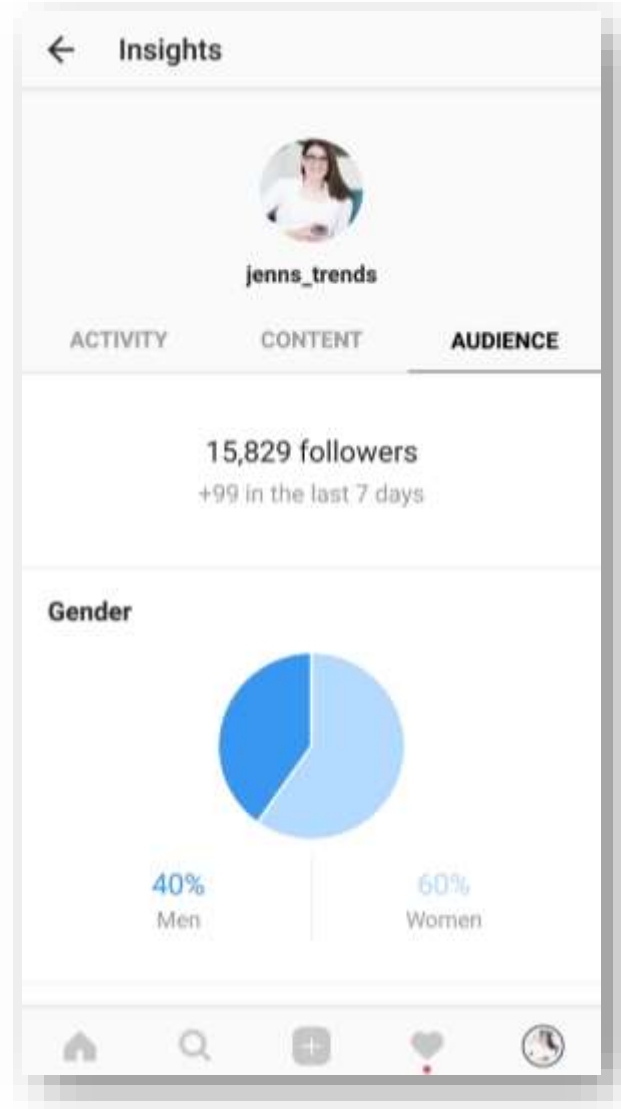 Insights
jenns_trends
ACTIVITY CONTENT AUDIENCE
15,829 followers
+99 in the last 7 days
Gender
40% 60%
Men Women